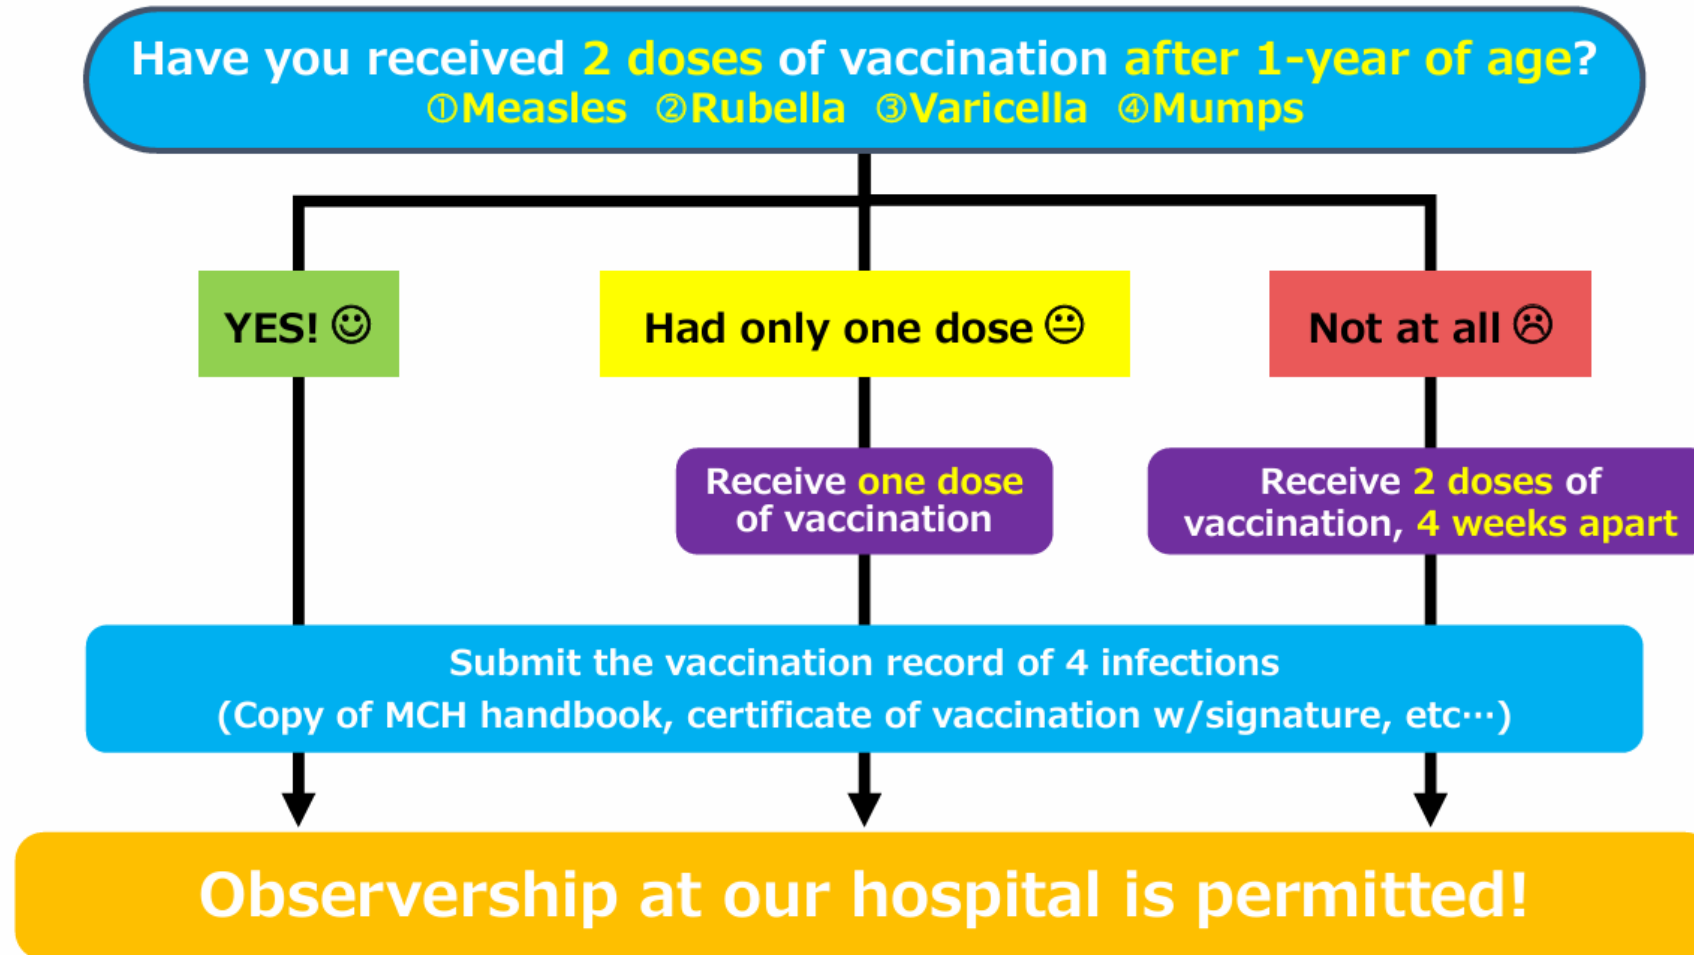 Have you received 2 doses of vaccination after 1-year of age?
①Measles ②Rubella ③Varicella ④Mumps
YES!☺
Had only one dose😐
Not at all☹
Receive one dose
of vaccination
Receive 2 doses of
vaccination, 4 weeks apart
Submit the vaccination record of 4 infections
(Copy of MCH handbook, certificate of vaccination w/signature, etc…)
Observership at our hospital is permitted!